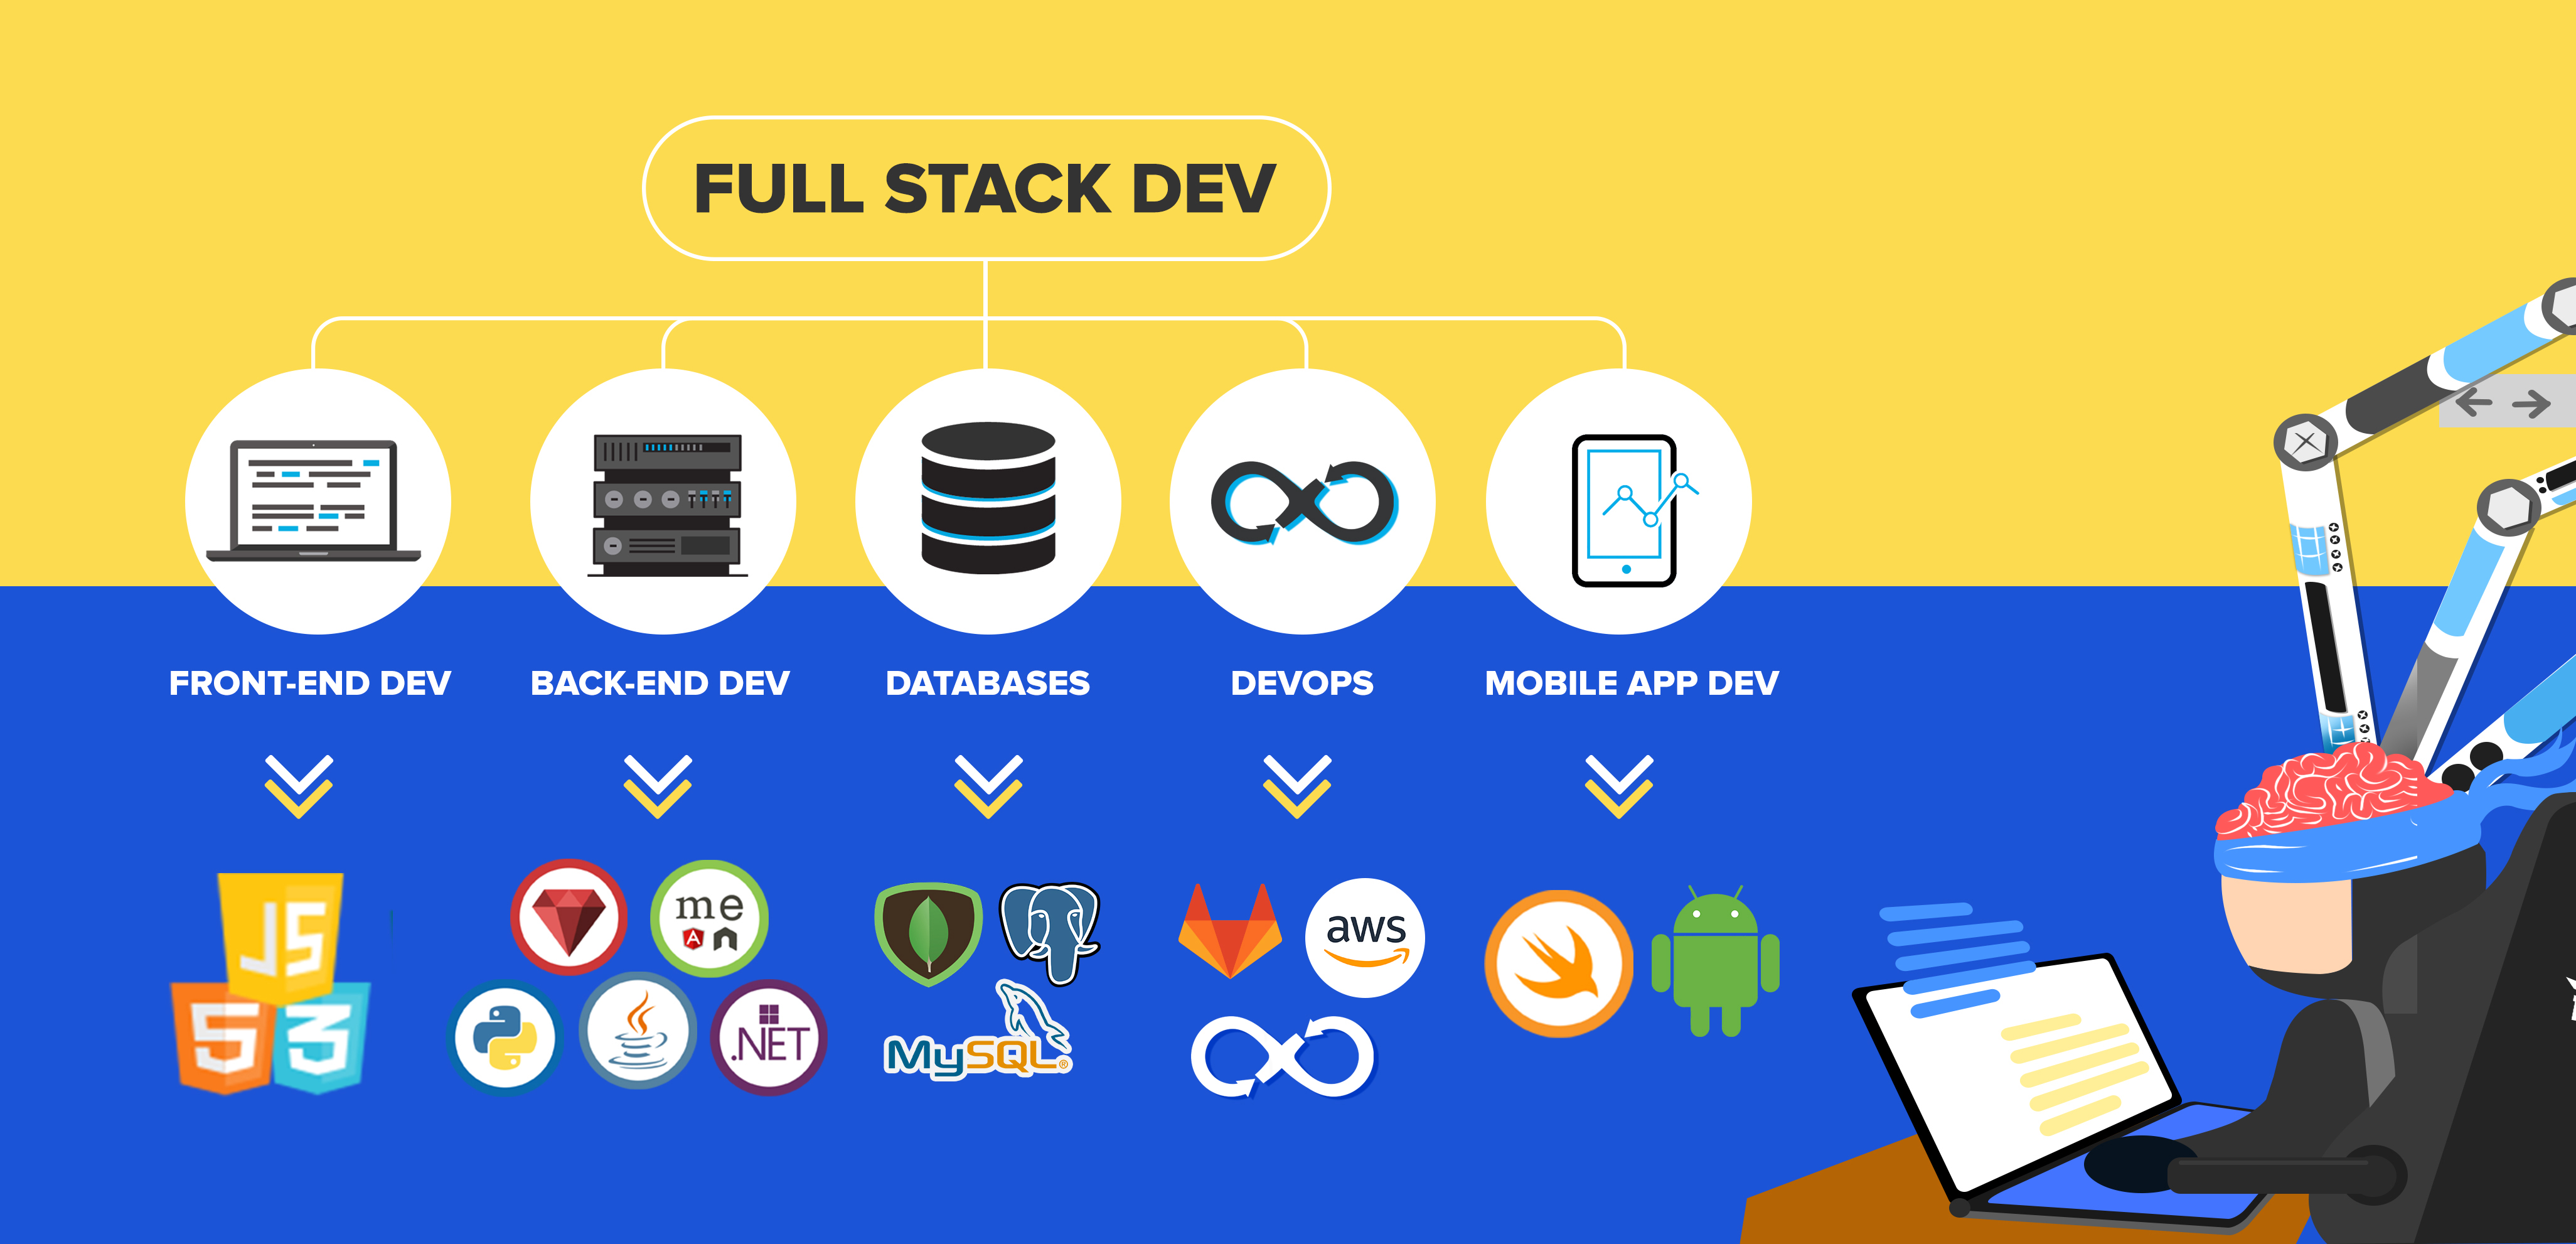 FULL STACK DEV
FRONT-END DEV
BACK-END DEV
DATABASES
DEVOPS
MOBILE APP DEV
JS
5
3
me
A n
.NET
MySQL®
aws